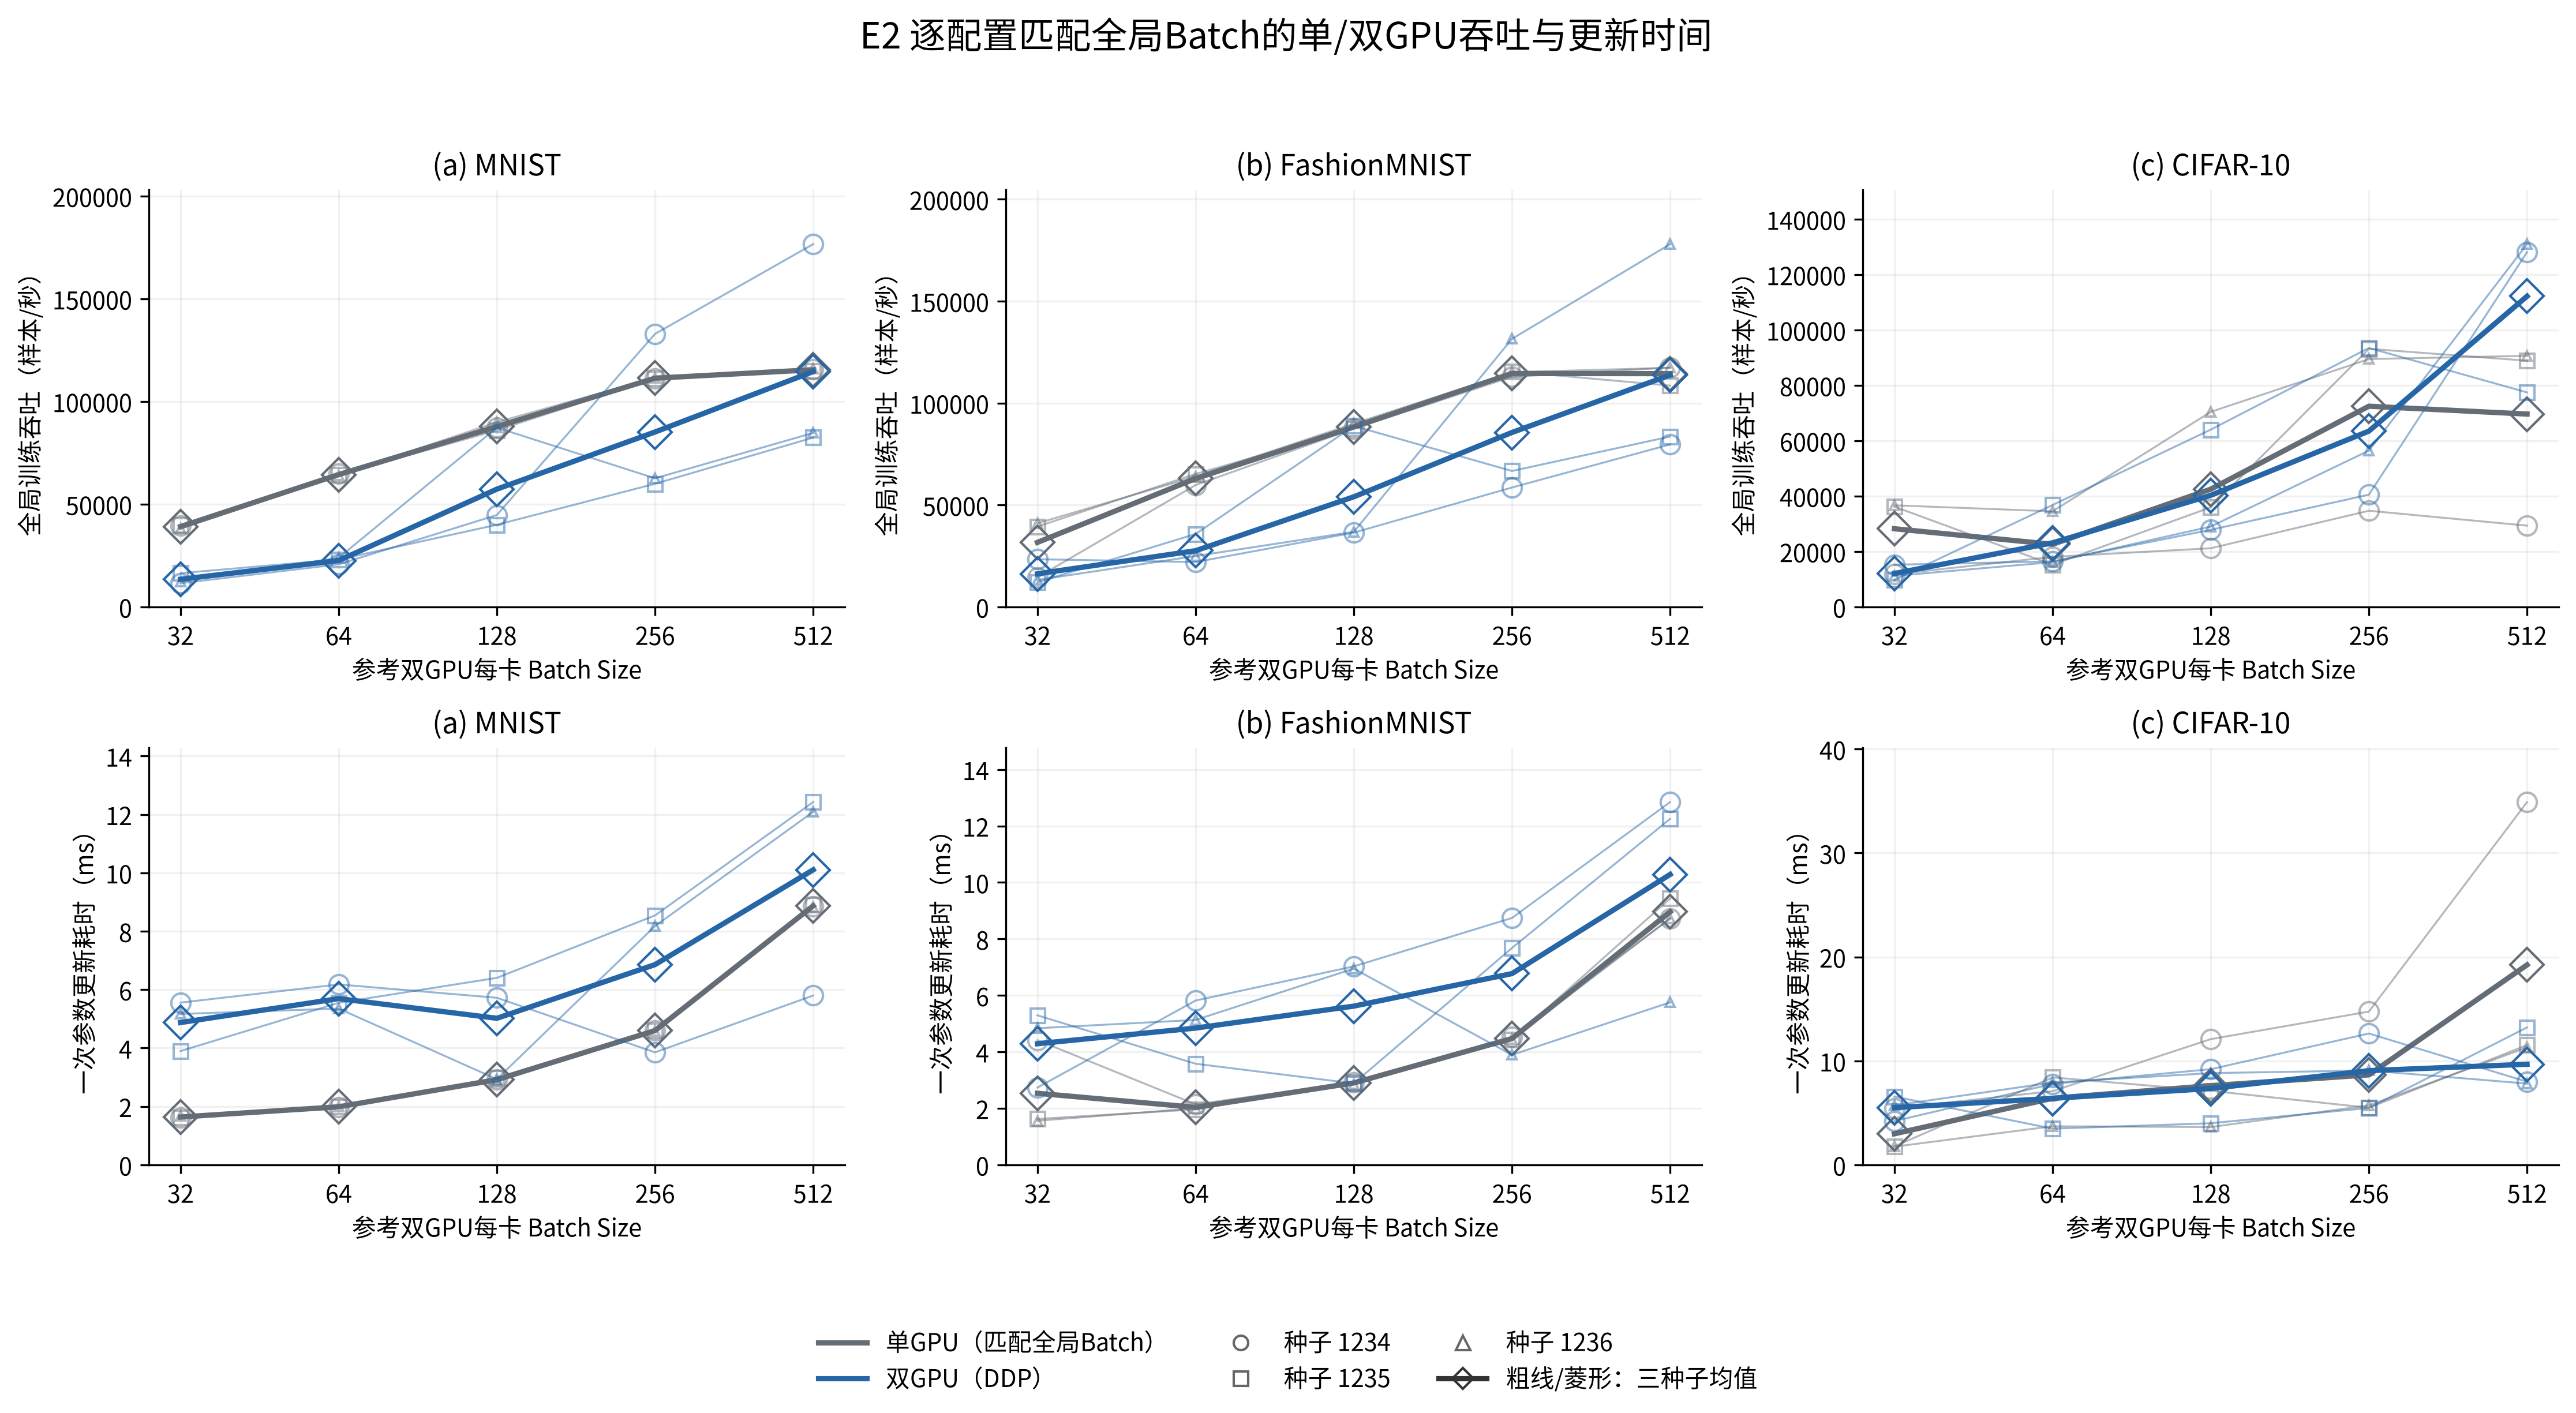 E2 逐配置匹配全局Batch的单/双GPU吞吐与更新时间
(a) MNIST
全局训练吞吐（样本/秒）
200000
150000
100000
50000
0
32 64 128 256 512
参考双GPU每卡 Batch Size
(b) FashionMNIST
全局训练吞吐（样本/秒）
200000
150000
100000
50000
0
32 64 128 256 512
参考双GPU每卡 Batch Size
(c) CIFAR-10
全局训练吞吐（样本/秒）
140000
120000
100000
80000
60000
40000
20000
0
32 64 128 256 512
参考双GPU每卡 Batch Size
(a) MNIST
一次参数更新耗时（ms）
14
12
10
8
6
4
2
0
32 64 128 256 512
参考双GPU每卡 Batch Size
(b) FashionMNIST
一次参数更新耗时（ms）
14
12
10
8
6
4
2
0
32 64 128 256 512
参考双GPU每卡 Batch Size
(c) CIFAR-10
一次参数更新耗时（ms）
40
30
20
10
0
32 64 128 256 512
参考双GPU每卡 Batch Size
单GPU（匹配全局Batch）
双GPU（DDP）
种子 1234
种子 1235
种子 1236
粗线/菱形：三种子均值